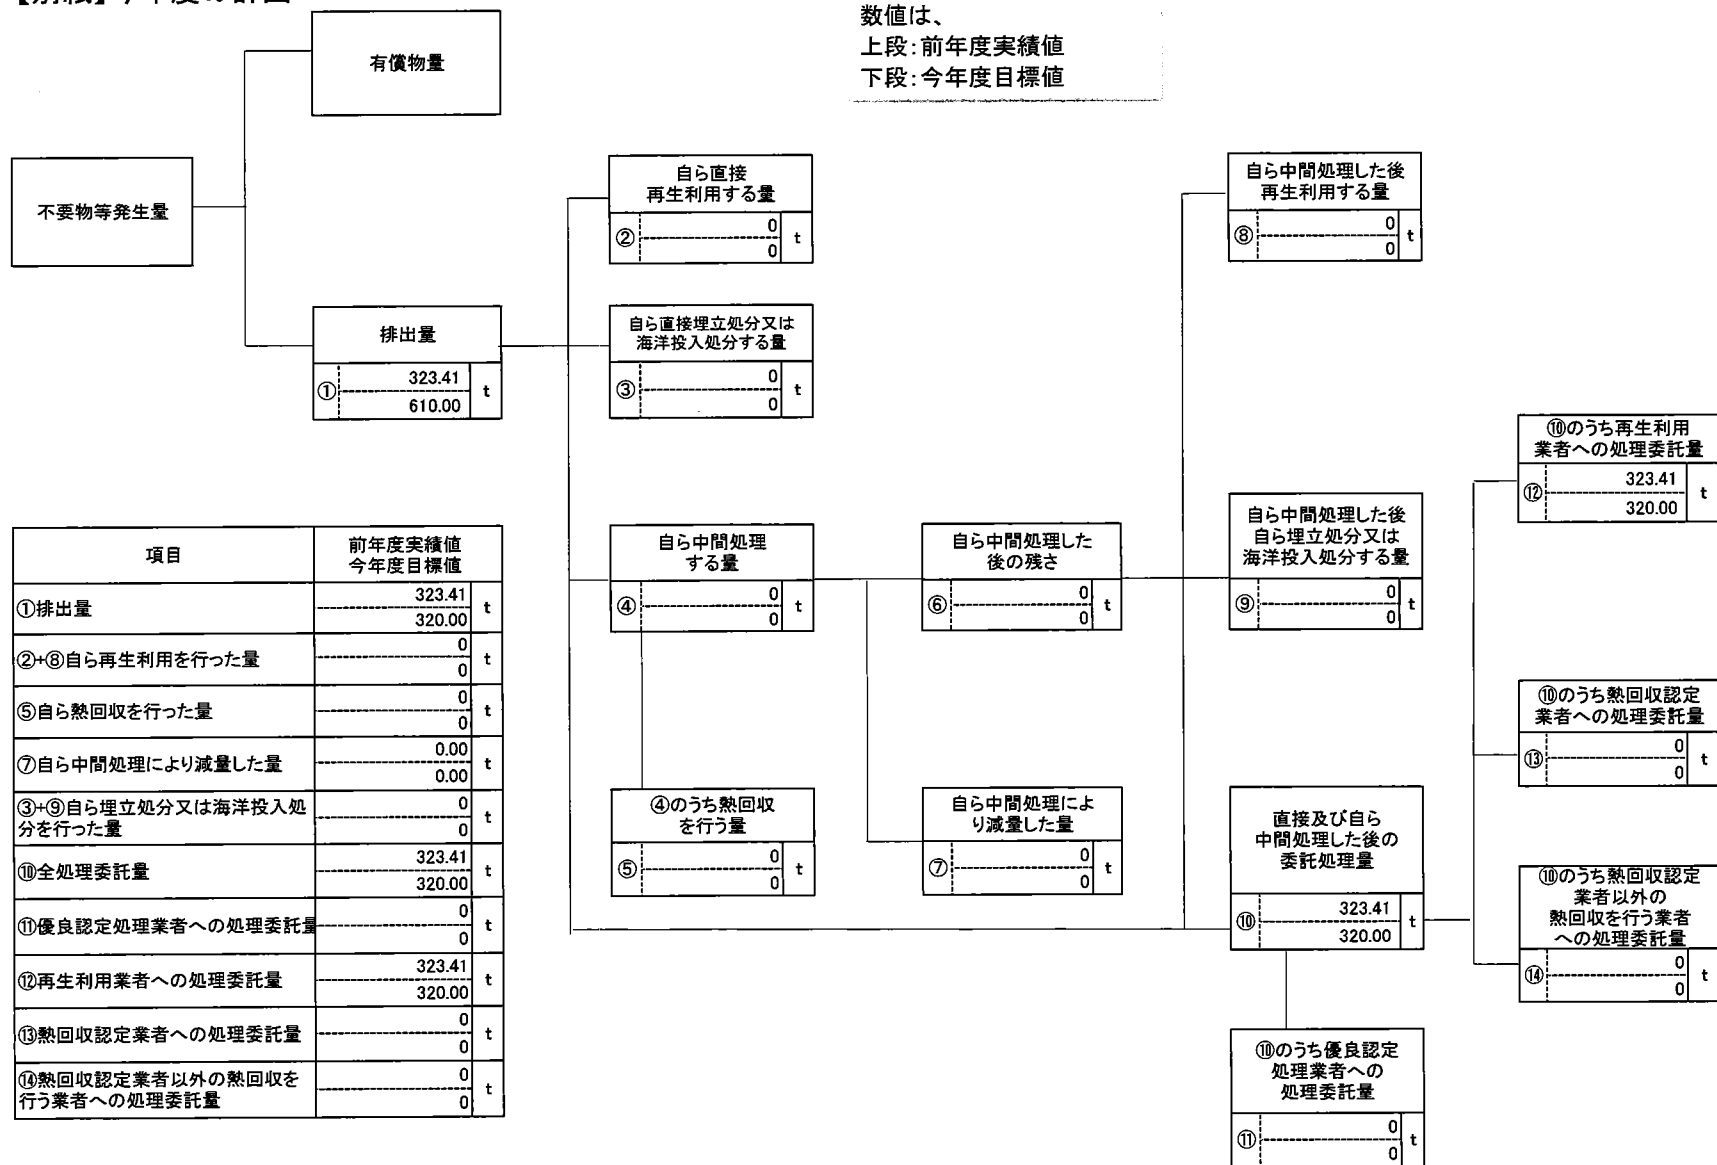 数値は、
上段:前年度実績値
下段:今年度目標値
有償物量
不要物等発生量
排出量
①
323.41
610.00
t
自ら直接
再生利用する量
②
0
0
t
自ら直接埋立処分又は
海洋投入処分する量
③
0
0
t
自ら中間処理
する量
④
0
0
t
④のうち熱回収
を行う量
⑤
0
0
t
自ら中間処理した
後の残さ
⑥
0
0
t
自ら中間処理によ
り減量した量
⑦
0
0
t
自ら中間処理した後
再生利用する量
⑧
0
0
t
自ら中間処理した後
自ら埋立処分又は
海洋投入処分する量
⑨
0
0
t
直接及び自ら
中間処理した後の
委託処理量
⑩
323.41
320.00
t
⑩のうち優良認定
処理業者への
処理委託量
⑪
0
0
t
⑩のうち再生利用
業者への処理委託量
⑫
323.41
320.00
t
⑩のうち熱回収認定
業者への処理委託量
⑬
0
0
t
⑩のうち熱回収認定
業者以外の
熱回収を行う業者
への処理委託量
⑭
0
0
t
項目
前年度実績値
今年度目標値
①排出量
323.41
320.00
t
②+⑧自ら再生利用を行った量
0
0
t
⑤自ら熱回収を行った量
0
0
t
⑦自ら中間処理により減量した量
0.00
0.00
t
③+⑨自ら埋立処分又は海洋投入処
分を行った量
0
0
t
⑩全処理委託量
323.41
320.00
t
⑪優良認定処理業者への処理委託量
0
0
t
⑫再生利用業者への処理委託量
323.41
320.00
t
⑬熱回収認定業者への処理委託量
0
0
t
⑭熱回収認定業者以外の熱回収を
行う業者への処理委託量
0
0
t